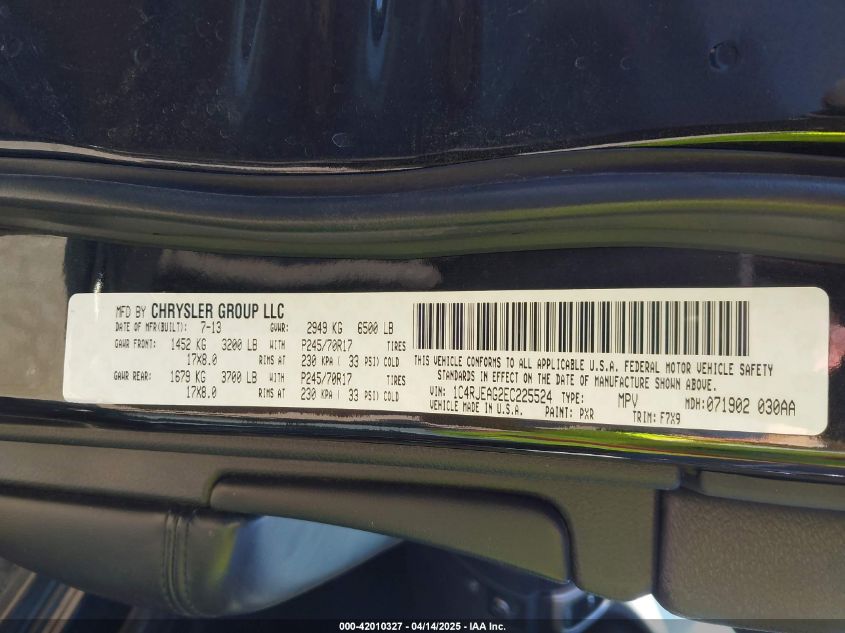 MFD BY CHRYSLER GROUP LLC
DATE OF MFR(BUILT): 7-13 GVWR: 2949 KG 6500 LB
GAWR FRONT: 1452 KG 3200 LB WITH P245/70R17 TIRES
17X8.0 RIMS AT 230 KPA ( 33 PSI) COLD
GAWR REAR: 1679 KG 3700 LB WITH P245/70R17 TIRES
17X8.0 RIMS AT 230 KPA ( 33 PSI) COLD
THIS VEHICLE CONFORMS TO ALL APPLICABLE U.S.A. FEDERAL MOTOR VEHICLE SAFETY
STANDARDS IN EFFECT ON THE DATE OF MANUFACTURE SHOWN ABOVE.
VIN: 1C4RJEAG2EC225524 TYPE: MPV MDH:071902 030AA
VEHICLE MADE IN U.S.A. PAINT: PXR TRIM: F7X9
000-42010327 - 04/14/2025 - IAA Inc.